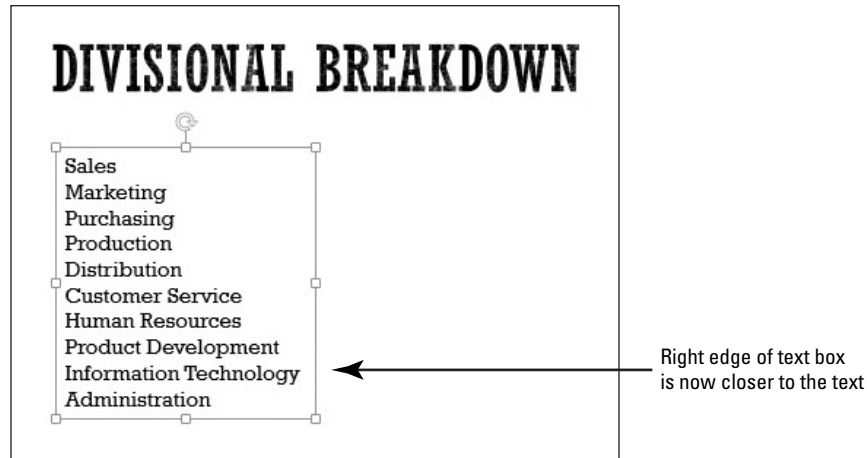 DIVISIONAL BREAKDOWN
Sales
Marketing
Purchasing
Production
Distribution
Customer Service
Human Resources
Product Development
Information Technology
Administration
Right edge of text box
is now closer to the text